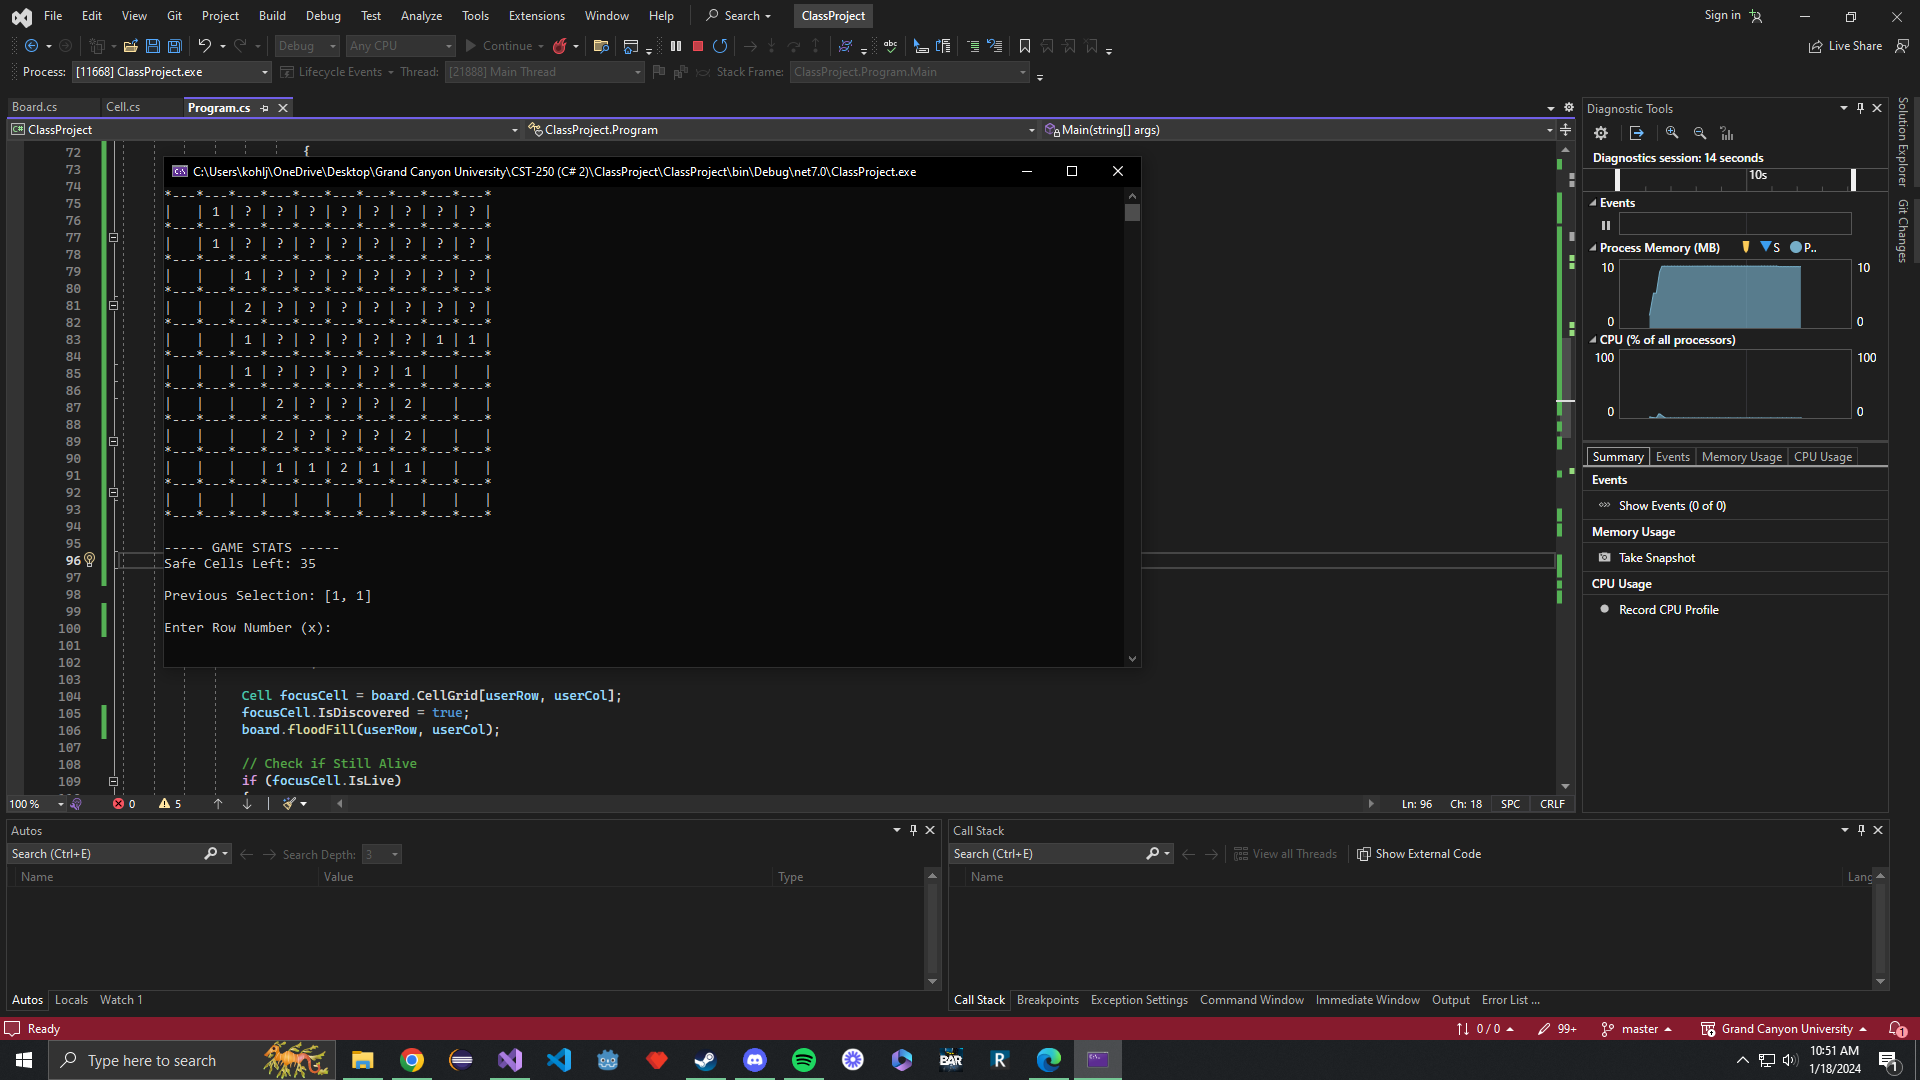 File Edit View Git Project Build Debug Test Analyze Tools Extensions Window Help Search ClassProject Sign in
Debug Any CPU Continue Live Share
Process: [11668] ClassProject.exe Lifecycle Events Thread: [21888] Main Thread Stack Frame: ClassProject.Program.Main
Board.cs Cell.cs Program.cs
C# ClassProject ClassProject.Program Main(string[] args)
72 {
73
74
75
76
77
78
79
80
81
82
83
84
85
86
87
88
89
90
91
92
93
94
95
96
97
98
99
100
101
102
103
104 Cell focusCell = board.CellGrid[userRow, userCol];
105 focusCell.IsDiscovered = true;
106 board.floodFill(userRow, userCol);
107
108 // Check if Still Alive
109 if (focusCell.IsLive)
C:\Users\kohlj\OneDrive\Desktop\Grand Canyon University\CST-250 (C# 2)\ClassProject\ClassProject\bin\Debug\net7.0\ClassProject.exe
*---*---*---*---*---*---*---*---*---*---*
|   | 1 | ? | ? | ? | ? | ? | ? | ? | ? |
*---*---*---*---*---*---*---*---*---*---*
|   | 1 | ? | ? | ? | ? | ? | ? | ? | ? |
*---*---*---*---*---*---*---*---*---*---*
|   |   | 1 | ? | ? | ? | ? | ? | ? | ? |
*---*---*---*---*---*---*---*---*---*---*
|   |   | 2 | ? | ? | ? | ? | ? | ? | ? |
*---*---*---*---*---*---*---*---*---*---*
|   |   | 1 | ? | ? | ? | ? | ? | 1 | 1 |
*---*---*---*---*---*---*---*---*---*---*
|   |   | 1 | ? | ? | ? | ? | 1 |   |   |
*---*---*---*---*---*---*---*---*---*---*
|   |   |   | 2 | ? | ? | ? | 2 |   |   |
*---*---*---*---*---*---*---*---*---*---*
|   |   |   | 2 | ? | ? | ? | 2 |   |   |
*---*---*---*---*---*---*---*---*---*---*
|   |   |   | 1 | 1 | 2 | 1 | 1 |   |   |
*---*---*---*---*---*---*---*---*---*---*
|   |   |   |   |   |   |   |   |   |   |
*---*---*---*---*---*---*---*---*---*---*
----- GAME STATS -----
Safe Cells Left: 35
Previous Selection: [1, 1]
Enter Row Number (x):
100 % 0 5 Ln: 96 Ch: 18 SPC CRLF
Diagnostic Tools
Diagnostics session: 14 seconds
10s
Events
Process Memory (MB) S P..
10 10
0 0
CPU (% of all processors)
100 100
0 0
Summary Events Memory Usage CPU Usage
Events
Show Events (0 of 0)
Memory Usage
Take Snapshot
CPU Usage
Record CPU Profile
Solution Explorer
Git Changes
Autos
Search (Ctrl+E) Search Depth: 3
Name Value Type
Autos Locals Watch 1
Call Stack
Search (Ctrl+E) View all Threads Show External Code
Name Lang
Call Stack Breakpoints Exception Settings Command Window Immediate Window Output Error List ...
Ready 0 / 0 99+ master Grand Canyon University 1
Type here to search BAR R 10:51 AM
1/18/2024 1